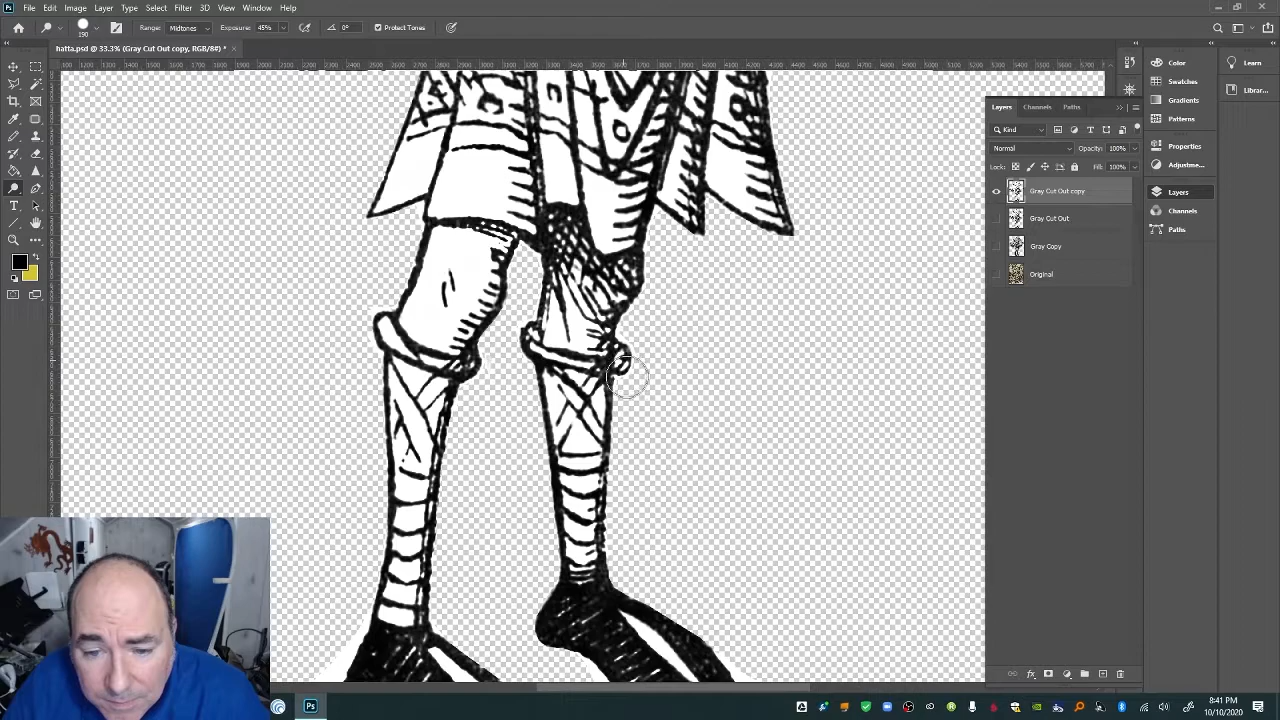 File Edit Image Layer Type Select Filter 3D View Window Help
190 Range: Midtones Exposure: 45% 0° Protect Tones
hatta.psd @ 33.3% (Gray Cut Out copy, RGB/8#) *
Layers Channels Paths
Kind
Normal Opacity: 100%
Lock: Fill: 100%
Gray Cut Out copy
Gray Cut Out
Gray Copy
Original
Color
Swatches
Gradients
Patterns
Properties
Adjustme...
Layers
Channels
Paths
Learn
Librar...
8:41 PM
10/10/2020